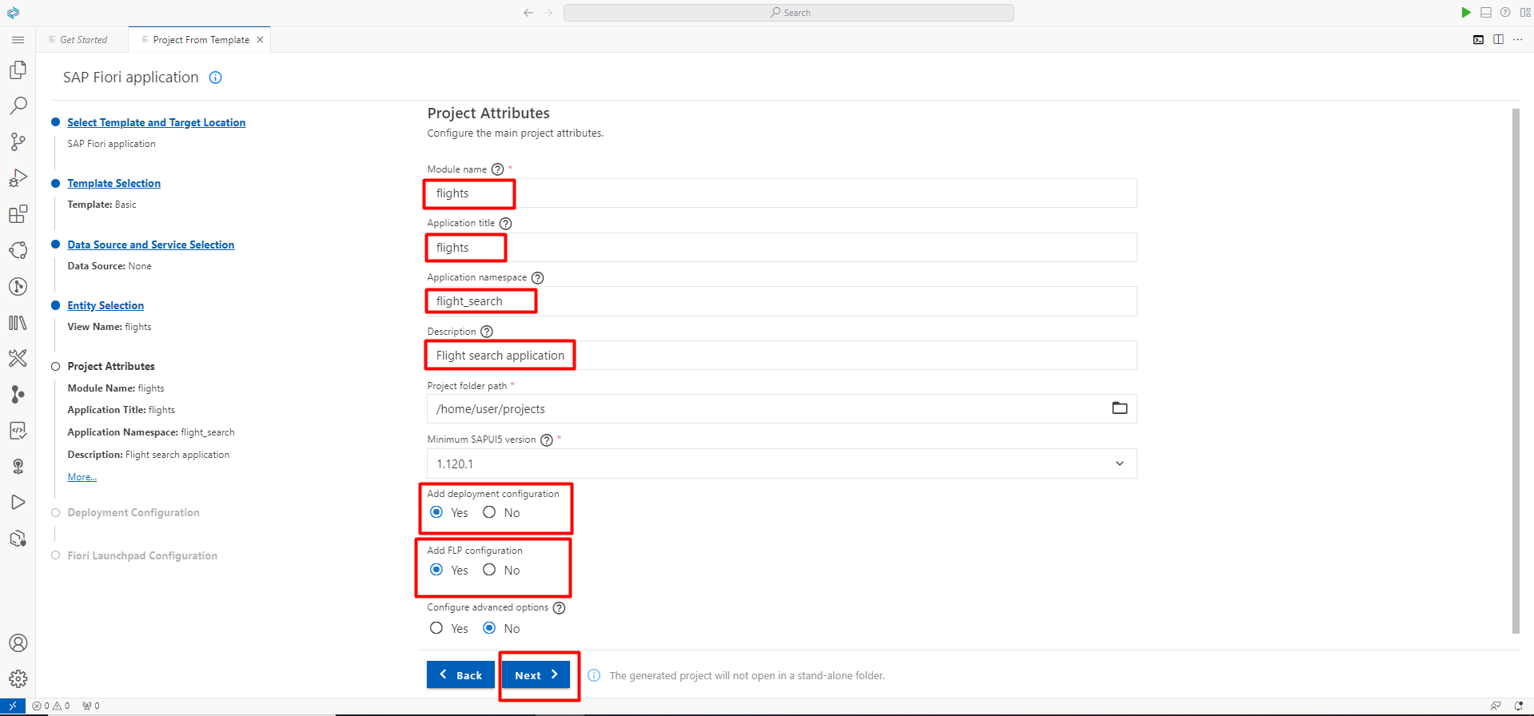 Search
Get Started
Project From Template
SAP Fiori application
Select Template and Target Location
SAP Fiori application
Template Selection
Template: Basic
Data Source and Service Selection
Data Source: None
Entity Selection
View Name: flights
Project Attributes
Module Name: flights
Application Title: flights
Application Namespace: flight_search
Description: Flight search application
More...
Deployment Configuration
Fiori Launchpad Configuration
Project Attributes
Configure the main project attributes.
Module name ? *
flights
Application title ?
flights
Application namespace ?
flight_search
Description ?
Flight search application
Project folder path *
/home/user/projects
Minimum SAPUI5 version ? *
1.120.1
Add deployment configuration
Yes No
Add FLP configuration
Yes No
Configure advanced options ?
Yes No
Back Next The generated project will not open in a stand-alone folder.
0 0 0